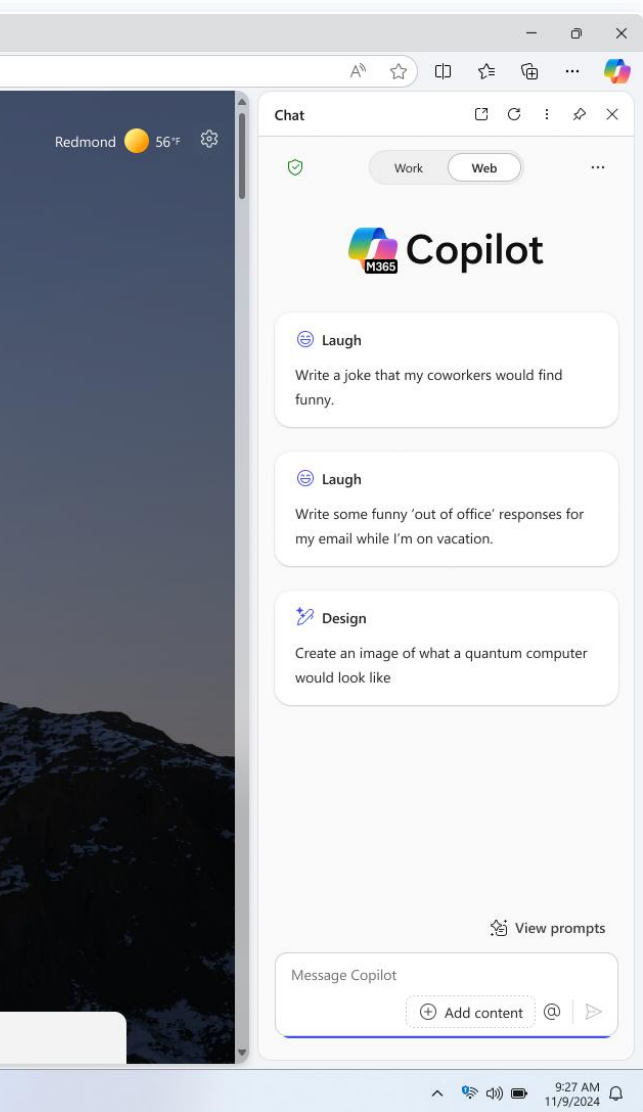 Chat
Redmond 56°F
Work Web
M365 Copilot
Laugh
Write a joke that my coworkers would find
funny.
Laugh
Write some funny ‘out of office’ responses for
my email while I’m on vacation.
Design
Create an image of what a quantum computer
would look like
View prompts
Message Copilot
Add content
9:27 AM
11/9/2024